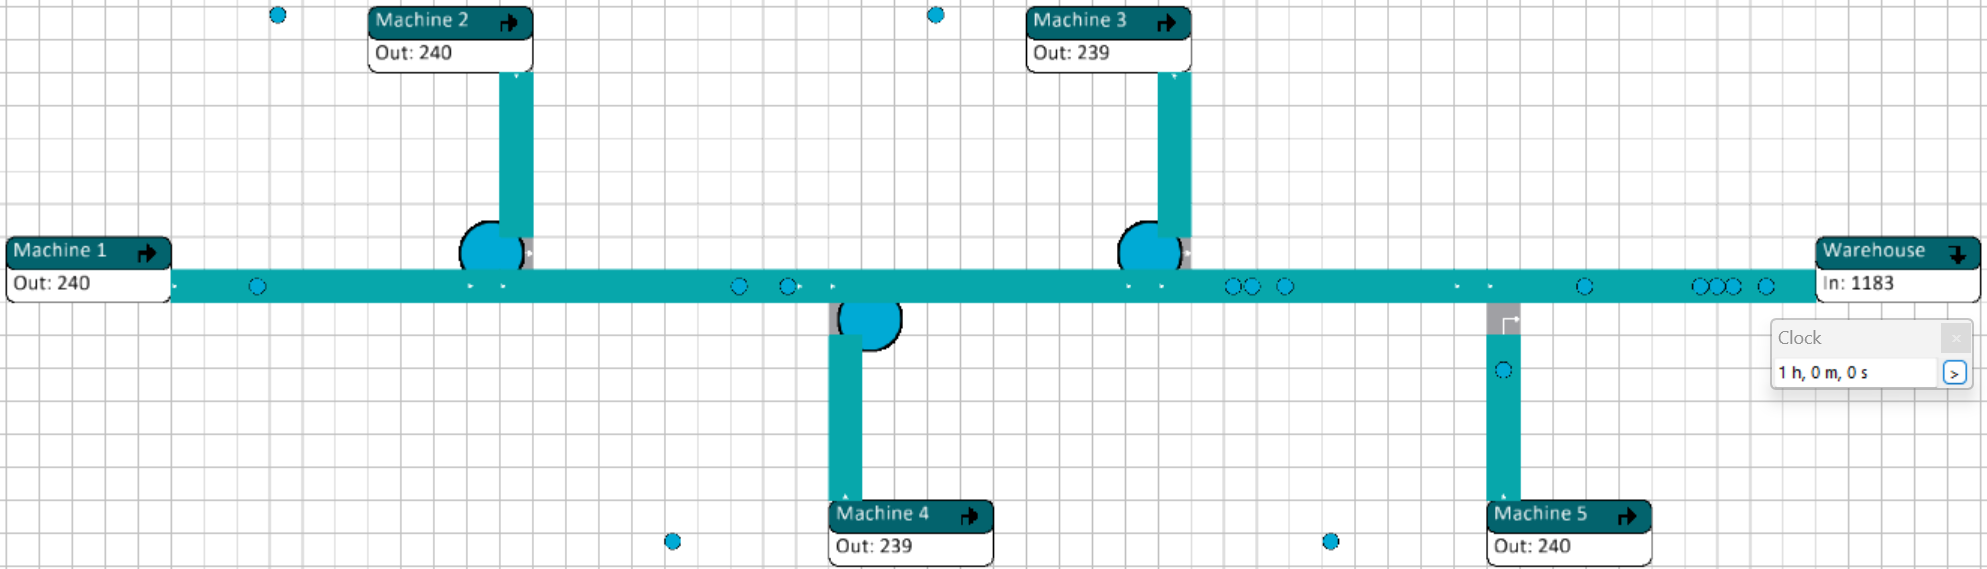 Machine 2
Out: 240
Machine 3
Out: 239
Machine 1
Out: 240
Warehouse
In: 1183
Clock
1 h, 0 m, 0 s
>
Machine 4
Out: 239
Machine 5
Out: 240